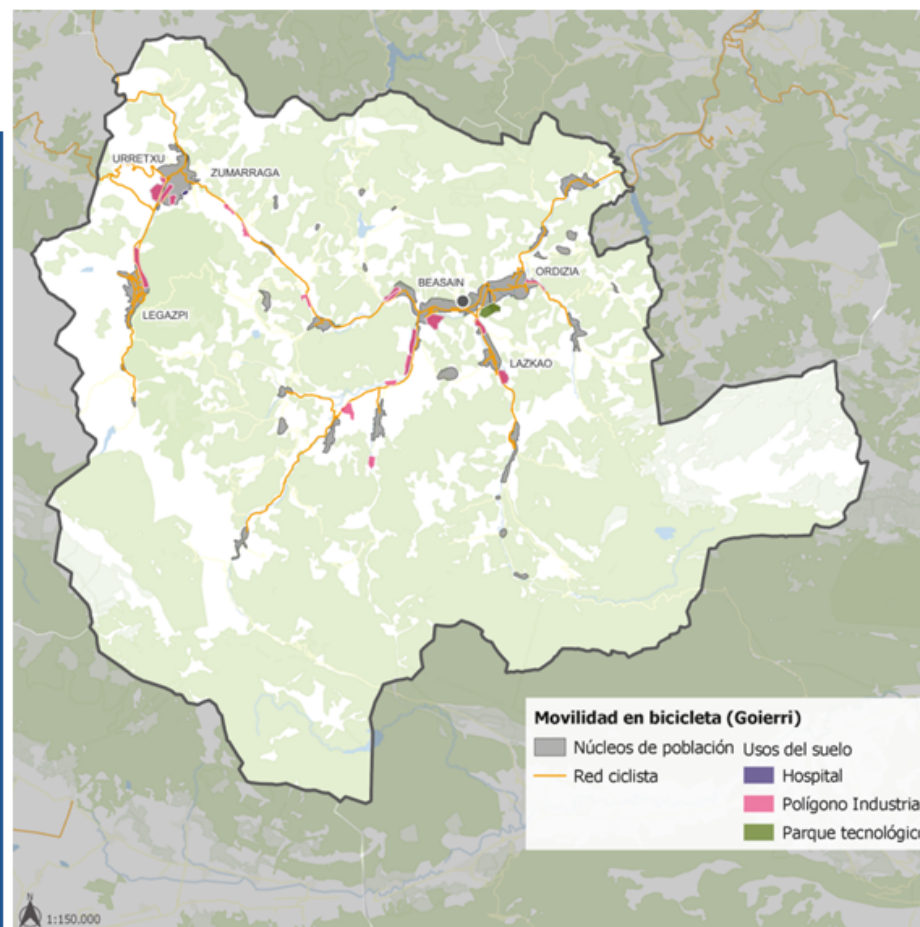 URRETXU
ZUMARRAGA
BEASAIN
ORDIZIA
LEGAZPI
LAZKAO
Movilidad en bicicleta (Goierri)
Núcleos de población
Usos del suelo
Red ciclista
Hospital
Polígono Industria
Parque tecnológico
N
1:150.000